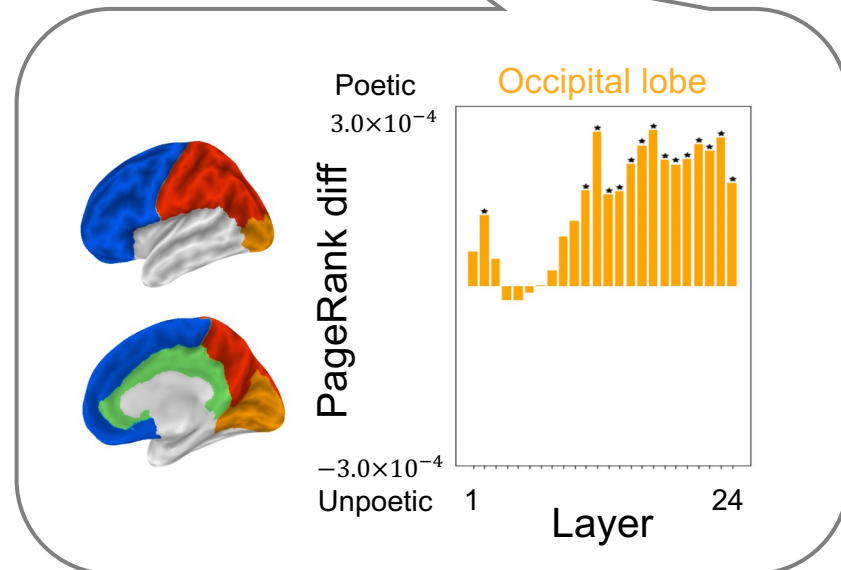 Poetic
Occipital lobe
3.0×10⁻⁴
PageRank diff
−3.0×10⁻⁴
Unpoetic
1
24
Layer